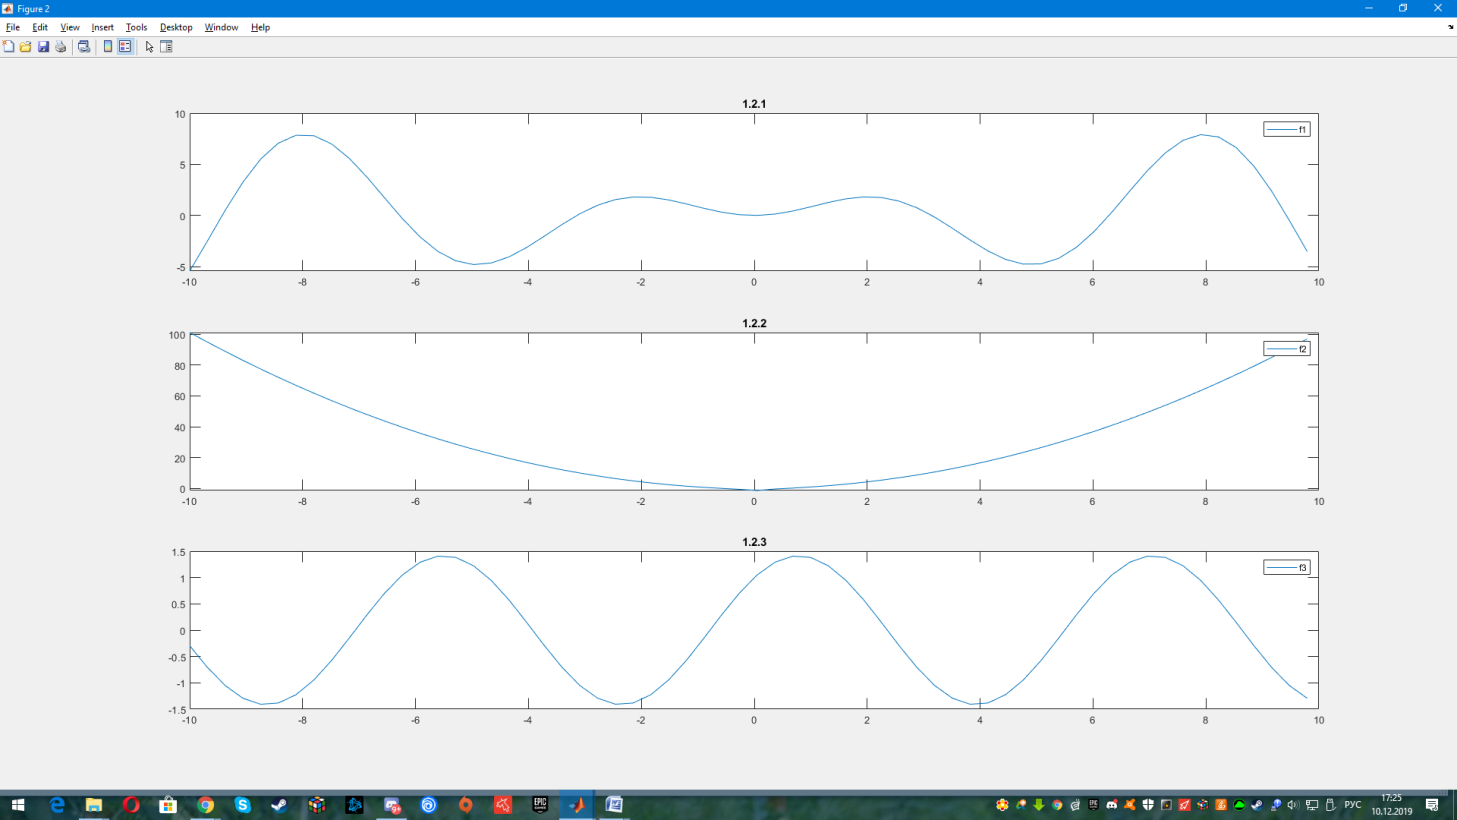 Figure 2
File Edit View Insert Tools Desktop Window Help
1.2.1
10
5
0
-5
f1
-10 -8 -6 -4 -2 0 2 4 6 8 10
1.2.2
100
80
60
40
20
0
f2
-10 -8 -6 -4 -2 0 2 4 6 8 10
1.2.3
1.5
1
0.5
0
-0.5
-1
-1.5
f3
-10 -8 -6 -4 -2 0 2 4 6 8 10
9+
EPIC GAMES
РУС
17:25
10.12.2019